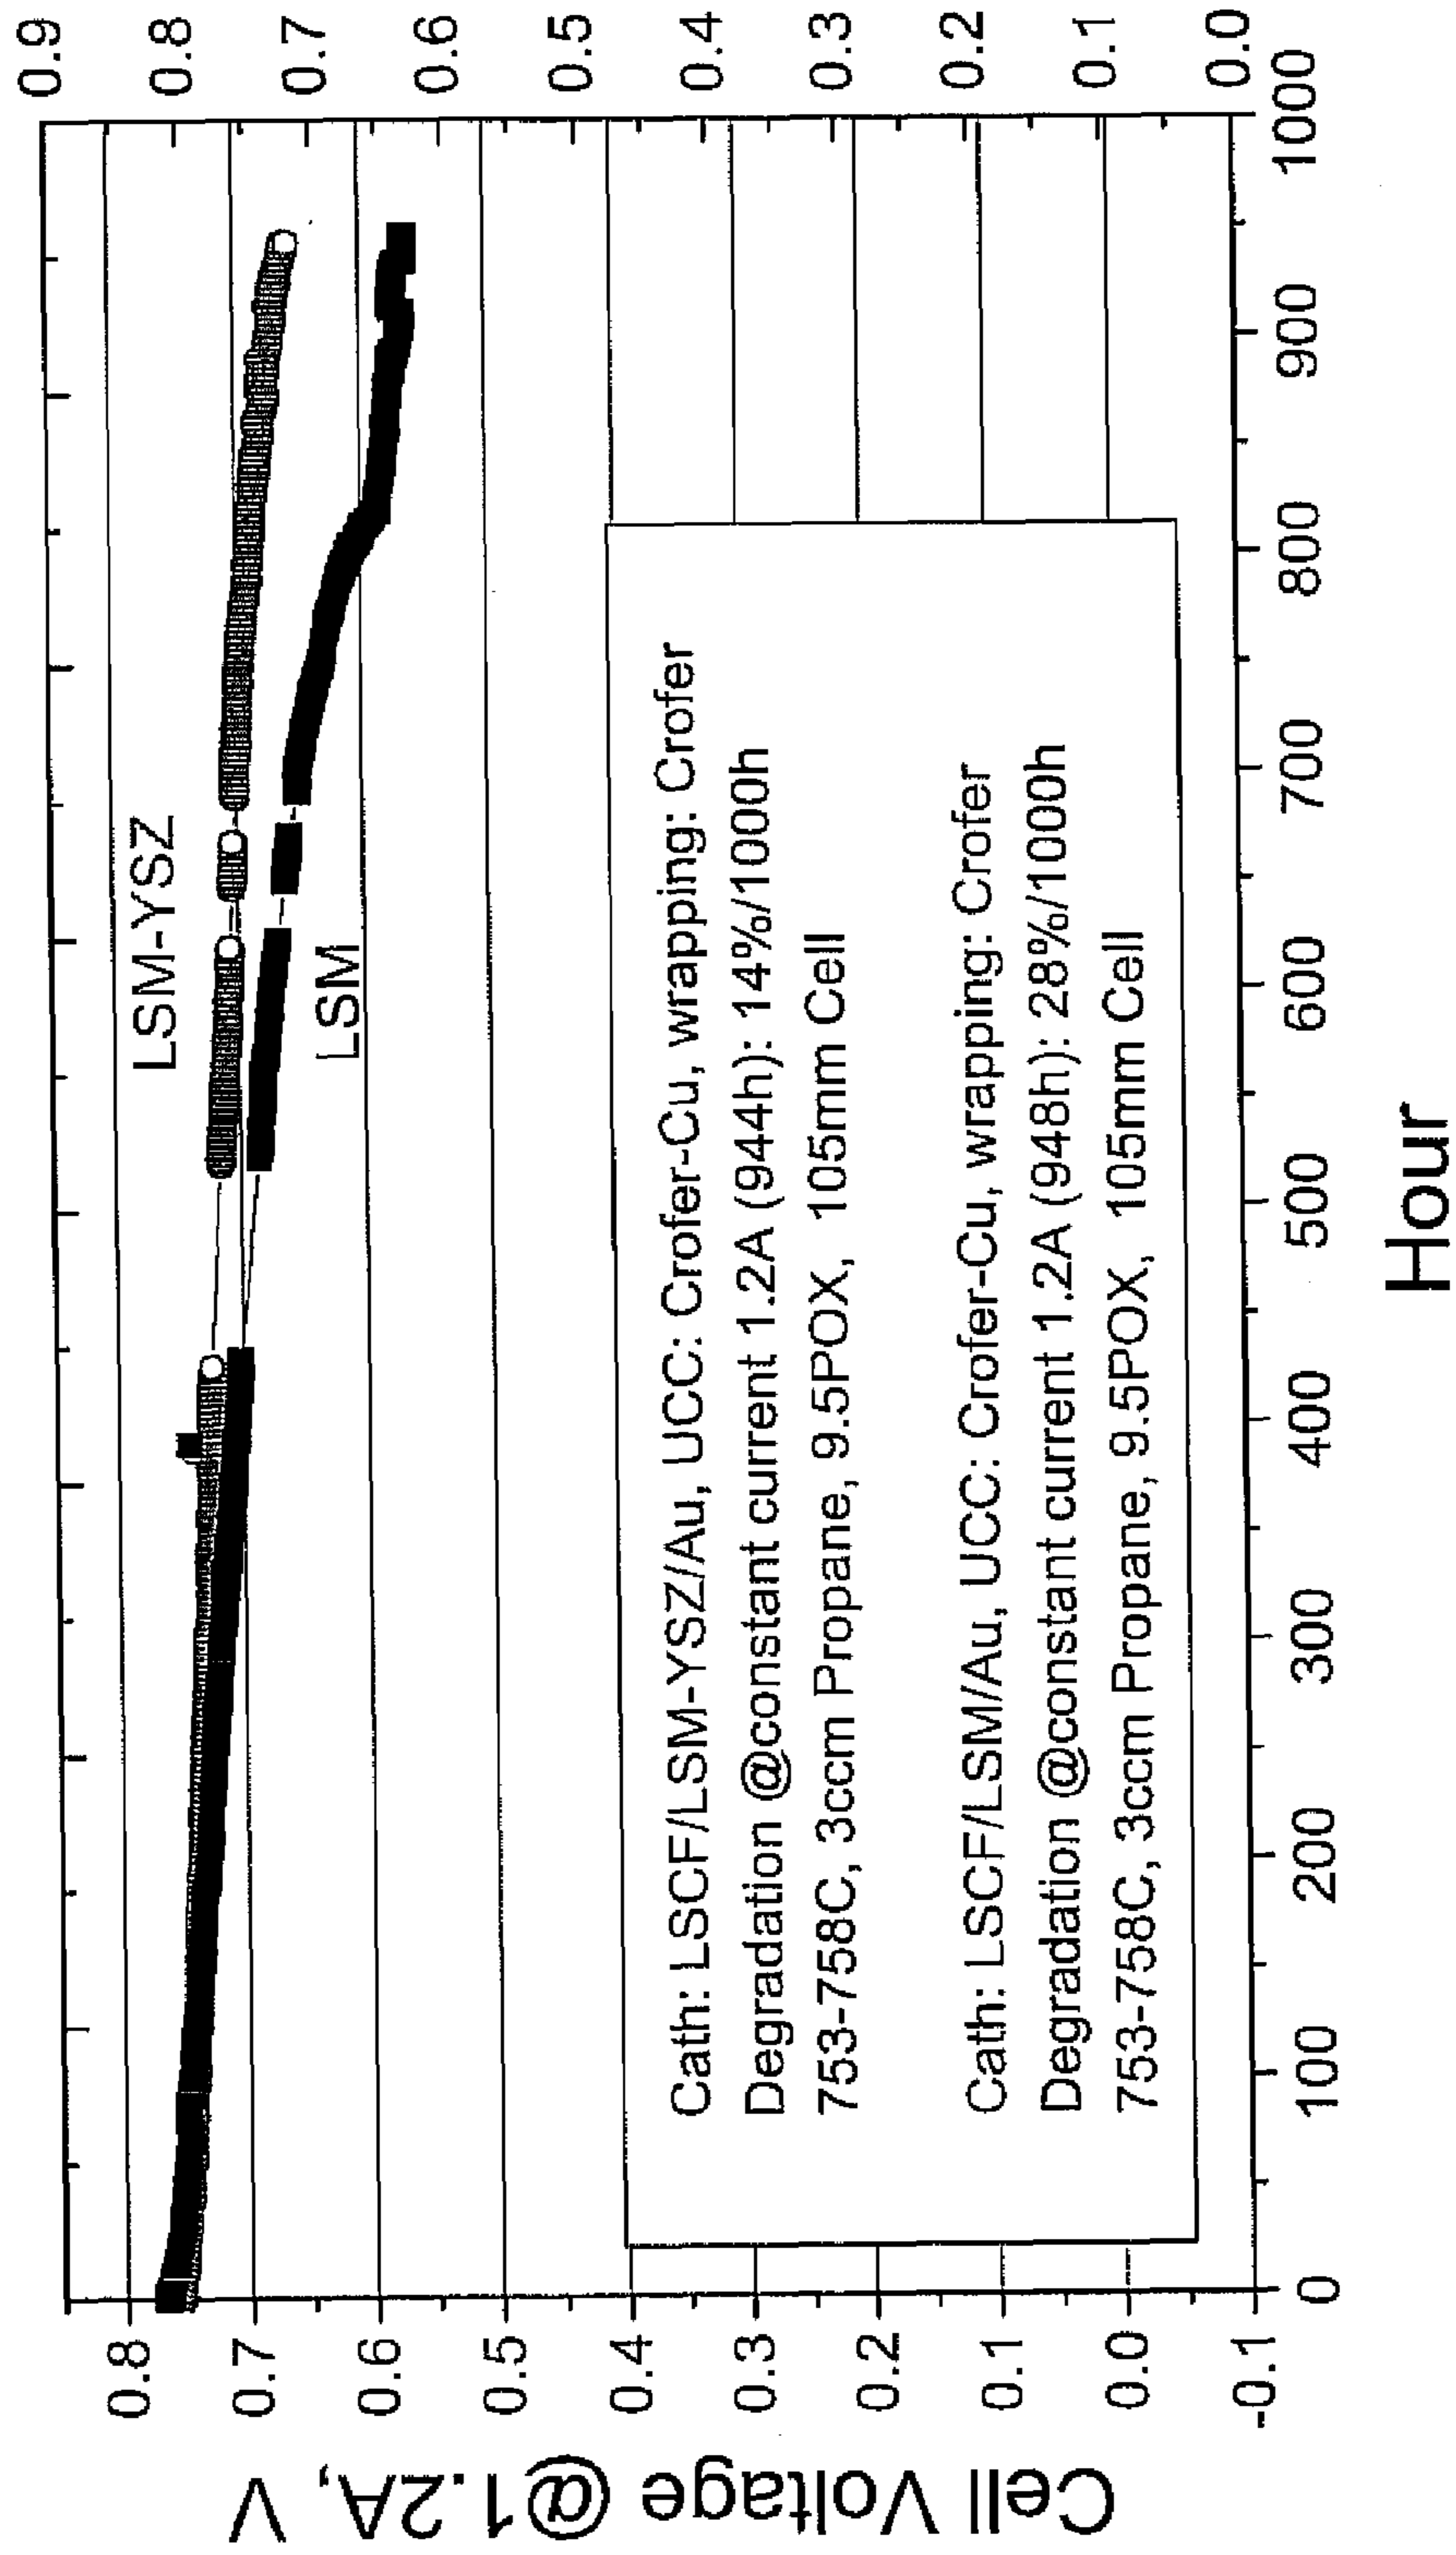 Cell Voltage @1.2A, V
0.8
0.7
0.6
0.5
0.4
0.3
0.2
0.1
0.0
-0.1
LSM-YSZ
LSM
Cath: LSCF/LSM-YSZ/Au, UCC: Crofer-Cu, wrapping: Crofer
Degradation @constant current 1.2A (944h): 14%/1000h
753-758C, 3ccm Propane, 9.5POX, 105mm Cell
Cath: LSCF/LSM/Au, UCC: Crofer-Cu, wrapping: Crofer
Degradation @constant current 1.2A (948h): 28%/1000h
753-758C, 3ccm Propane, 9.5POX, 105mm Cell
0.9
0.8
0.7
0.6
0.5
0.4
0.3
0.2
0.1
0.0
0 100 200 300 400 500 600 700 800 900 1000
Hour